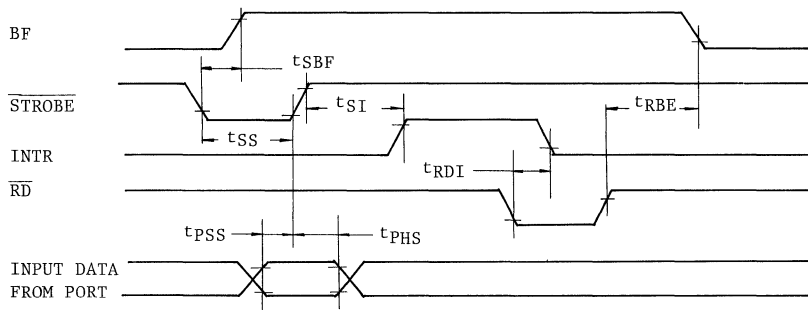 BF
tSBF
STROBE
tSI
tRBE
tSS
INTR
tRDI
RD
tPSS
tPHS
INPUT DATA
FROM PORT